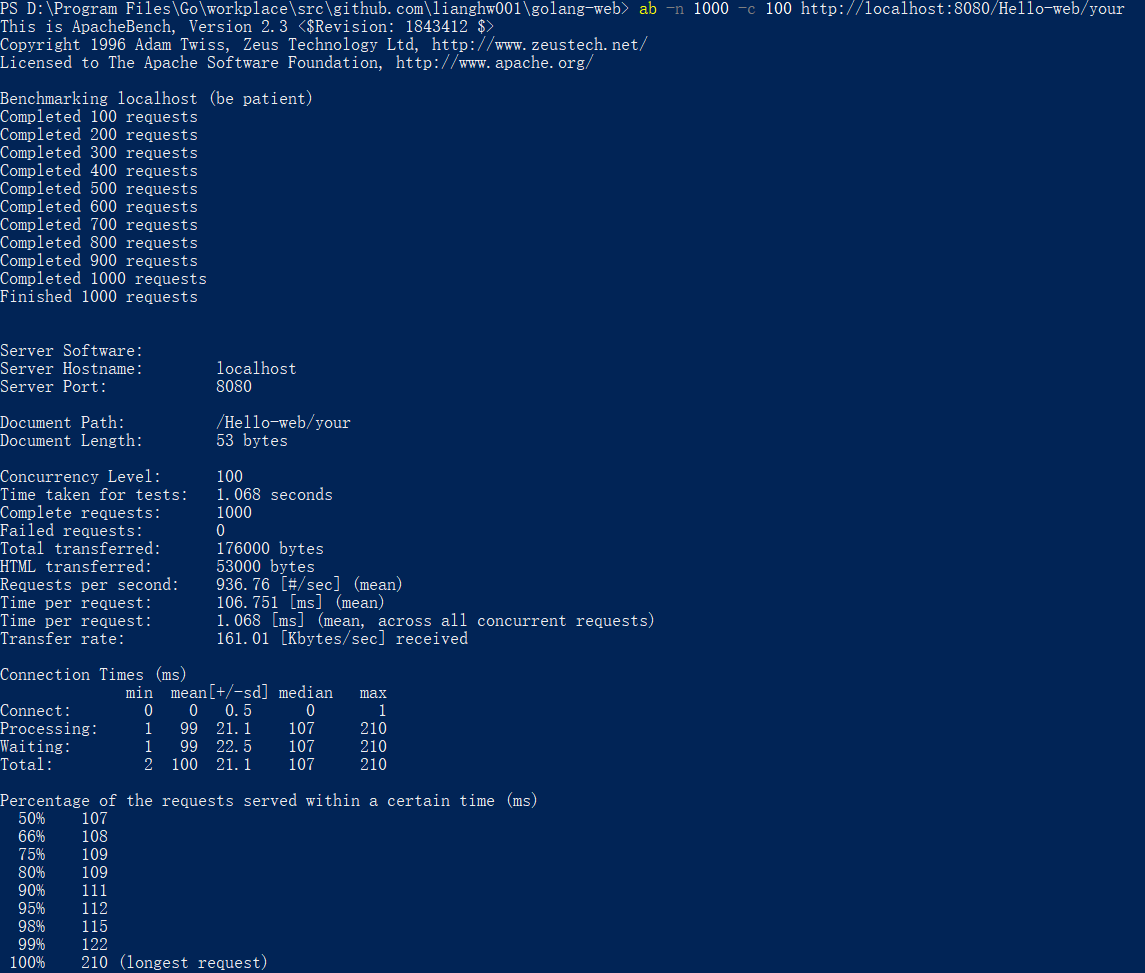 PS D:\Program Files\Go\workplace\src\github.com\lianghw001\golang-web> ab -n 1000 -c 100 http://localhost:8080/Hello-web/your
This is ApacheBench, Version 2.3 <$Revision: 1843412 $>
Copyright 1996 Adam Twiss, Zeus Technology Ltd, http://www.zeustech.net/
Licensed to The Apache Software Foundation, http://www.apache.org/

Benchmarking localhost (be patient)
Completed 100 requests
Completed 200 requests
Completed 300 requests
Completed 400 requests
Completed 500 requests
Completed 600 requests
Completed 700 requests
Completed 800 requests
Completed 900 requests
Completed 1000 requests
Finished 1000 requests


Server Software:
Server Hostname:        localhost
Server Port:            8080

Document Path:          /Hello-web/your
Document Length:        53 bytes

Concurrency Level:      100
Time taken for tests:   1.068 seconds
Complete requests:      1000
Failed requests:        0
Total transferred:      176000 bytes
HTML transferred:       53000 bytes
Requests per second:    936.76 [#/sec] (mean)
Time per request:       106.751 [ms] (mean)
Time per request:       1.068 [ms] (mean, across all concurrent requests)
Transfer rate:          161.01 [Kbytes/sec] received

Connection Times (ms)
              min  mean[+/-sd] median   max
Connect:        0    0   0.5      0       1
Processing:     1   99  21.1    107     210
Waiting:        1   99  22.5    107     210
Total:          2  100  21.1    107     210

Percentage of the requests served within a certain time (ms)
  50%    107
  66%    108
  75%    109
  80%    109
  90%    111
  95%    112
  98%    115
  99%    122
 100%    210 (longest request)